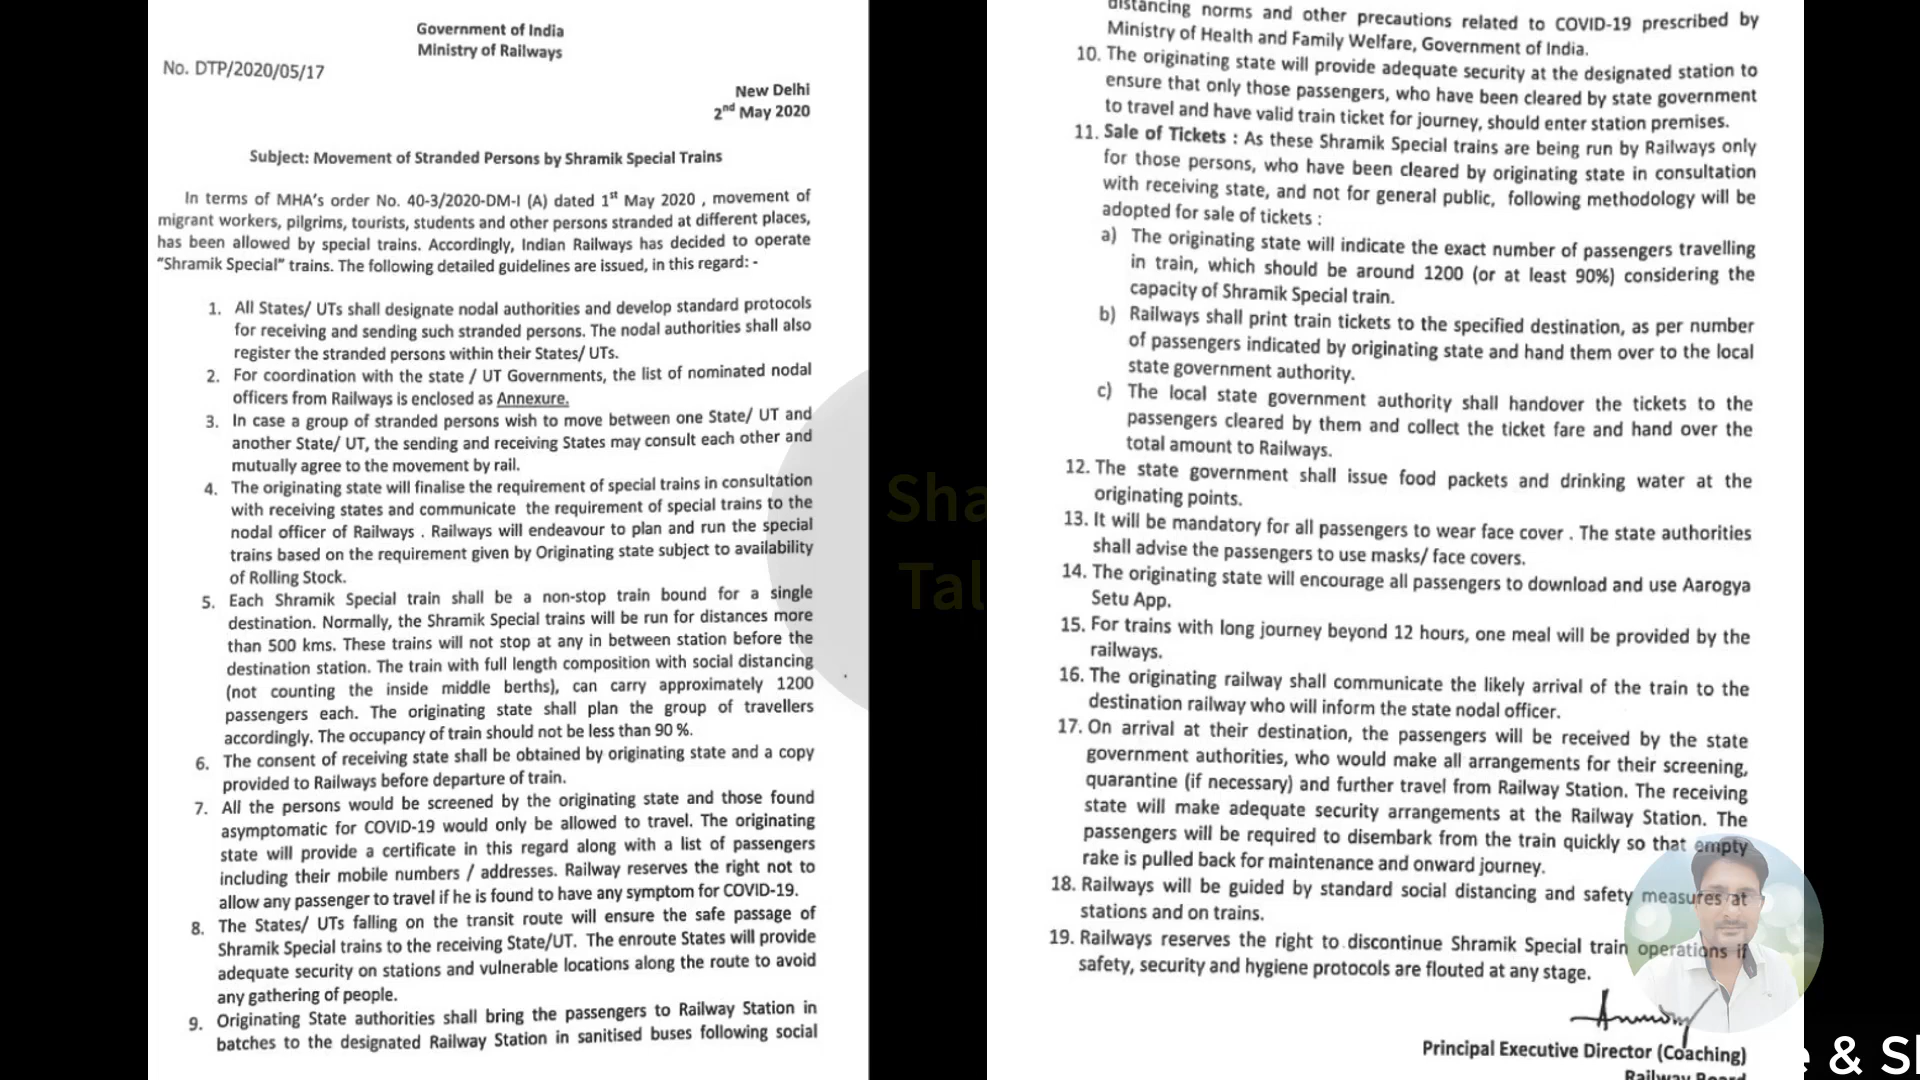 Government of India
Ministry of Railways
No. DTP/2020/05/17
New Delhi
2nd May 2020
Subject: Movement of Stranded Persons by Shramik Special Trains
In terms of MHA's order No. 40-3/2020-DM-I (A) dated 1st May 2020 , movement of
migrant workers, pilgrims, tourists, students and other persons stranded at different places,
has been allowed by special trains. Accordingly, Indian Railways has decided to operate
"Shramik Special" trains. The following detailed guidelines are issued, in this regard: -
1. All States/ UTs shall designate nodal authorities and develop standard protocols
for receiving and sending such stranded persons. The nodal authorities shall also
register the stranded persons within their States/ UTs.
2. For coordination with the state / UT Governments, the list of nominated nodal
officers from Railways is enclosed as Annexure.
3. In case a group of stranded persons wish to move between one State/ UT and
another State/ UT, the sending and receiving States may consult each other and
mutually agree to the movement by rail.
4. The originating state will finalise the requirement of special trains in consultation
with receiving states and communicate the requirement of special trains to the
nodal officer of Railways . Railways will endeavour to plan and run the special
trains based on the requirement given by Originating state subject to availability
of Rolling Stock.
5. Each Shramik Special train shall be a non-stop train bound for a single
destination. Normally, the Shramik Special trains will be run for distances more
than 500 kms. These trains will not stop at any in between station before the
destination station. The train with full length composition with social distancing
(not counting the inside middle berths), can carry approximately 1200
passengers each. The originating state shall plan the group of travellers
accordingly. The occupancy of train should not be less than 90 %.
6. The consent of receiving state shall be obtained by originating state and a copy
provided to Railways before departure of train.
7. All the persons would be screened by the originating state and those found
asymptomatic for COVID-19 would only be allowed to travel. The originating
state will provide a certificate in this regard along with a list of passengers
including their mobile numbers / addresses. Railway reserves the right not to
allow any passenger to travel if he is found to have any symptom for COVID-19.
8. The States/ UTs falling on the transit route will ensure the safe passage of
Shramik Special trains to the receiving State/UT. The enroute States will provide
adequate security on stations and vulnerable locations along the route to avoid
any gathering of people.
9. Originating State authorities shall bring the passengers to Railway Station in
batches to the designated Railway Station in sanitised buses following social
distancing norms and other precautions related to COVID-19 prescribed by
Ministry of Health and Family Welfare, Government of India.
10. The originating state will provide adequate security at the designated station to
ensure that only those passengers, who have been cleared by state government
to travel and have valid train ticket for journey, should enter station premises.
11. Sale of Tickets : As these Shramik Special trains are being run by Railways only
for those persons, who have been cleared by originating state in consultation
with receiving state, and not for general public, following methodology will be
adopted for sale of tickets :
a) The originating state will indicate the exact number of passengers travelling
in train, which should be around 1200 (or at least 90%) considering the
capacity of Shramik Special train.
b) Railways shall print train tickets to the specified destination, as per number
of passengers indicated by originating state and hand them over to the local
state government authority.
c) The local state government authority shall handover the tickets to the
passengers cleared by them and collect the ticket fare and hand over the
total amount to Railways.
12. The state government shall issue food packets and drinking water at the
originating points.
13. It will be mandatory for all passengers to wear face cover . The state authorities
shall advise the passengers to use masks/ face covers.
14. The originating state will encourage all passengers to download and use Aarogya
Setu App.
15. For trains with long journey beyond 12 hours, one meal will be provided by the
railways.
16. The originating railway shall communicate the likely arrival of the train to the
destination railway who will inform the state nodal officer.
17. On arrival at their destination, the passengers will be received by the state
government authorities, who would make all arrangements for their screening,
quarantine (if necessary) and further travel from Railway Station. The receiving
state will make adequate security arrangements at the Railway Station. The
passengers will be required to disembark from the train quickly so that empty
rake is pulled back for maintenance and onward journey.
18. Railways will be guided by standard social distancing and safety measures at
stations and on trains.
19. Railways reserves the right to discontinue Shramik Special train operations if
safety, security and hygiene protocols are flouted at any stage.
Principal Executive Director (Coaching)
Railway Board
Sha
Tal
& S